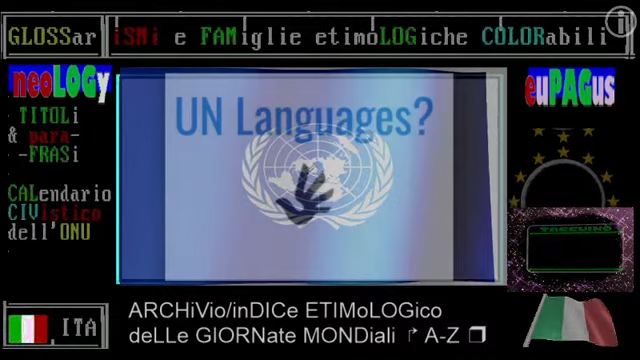 GLOSSar iSMi e FAMiglie etimoLOGiche COLORabili
i
neoLOGy
TITOLi
& para-
-FRASi
CALendario
CIVistico
dell'ONU
UN Languages?
euPAGus
TACCUINO
ITA
ARCHiVio/inDICe ETIMoLOGico
deLLe GIORNate MONDiali ↱ A-Z ❐